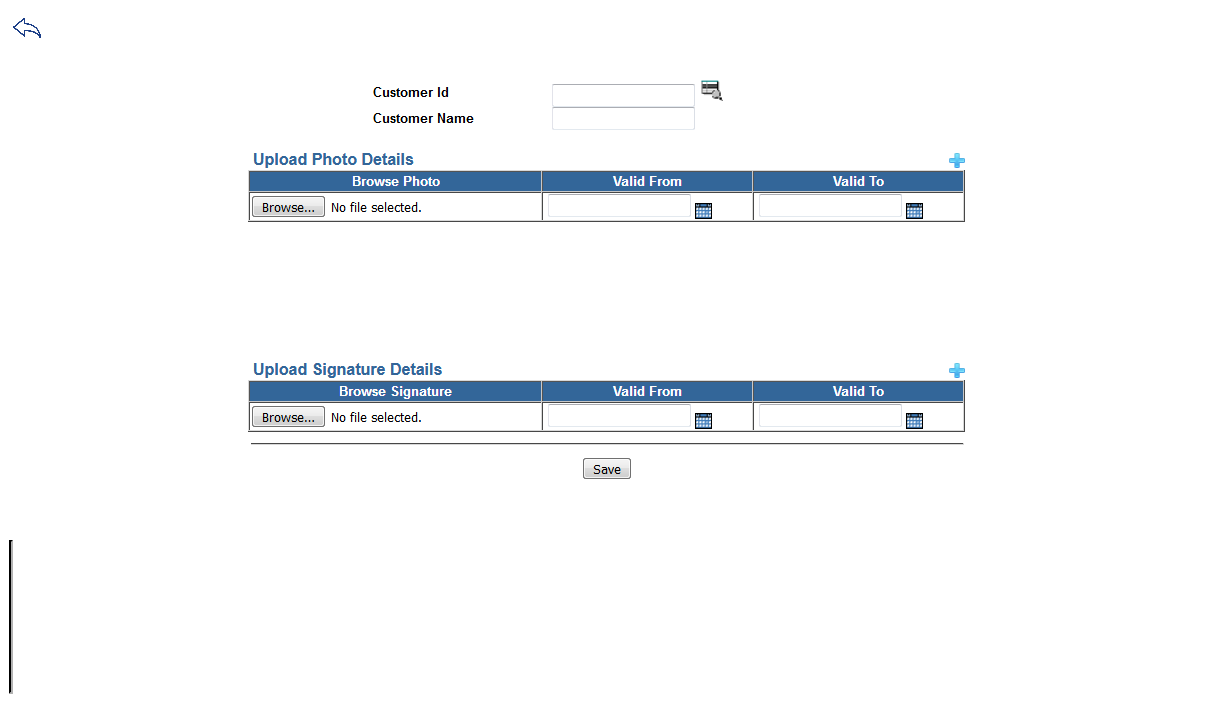 Customer Id
Customer Name
Upload Photo Details
Browse Photo Valid From Valid To
Browse... No file selected.
Upload Signature Details
Browse Signature Valid From Valid To
Browse... No file selected.
Save